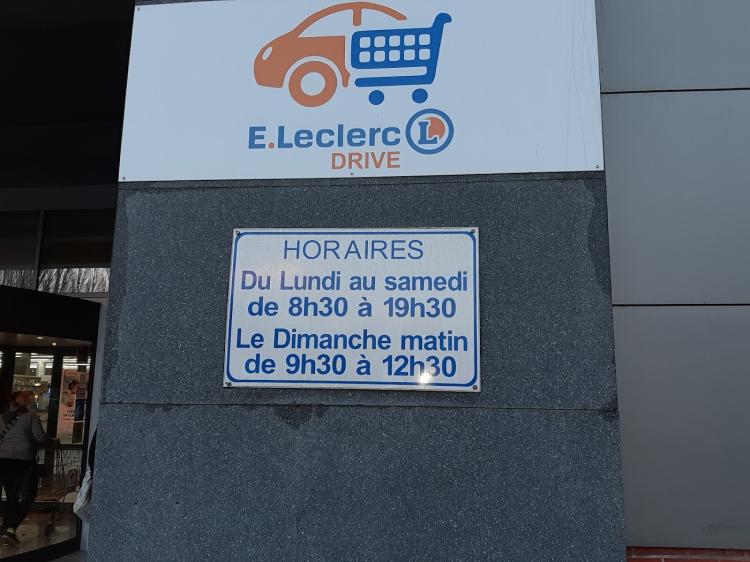 E.Leclerc L
DRIVE
HORAIRES
Du Lundi au samedi
de 8h30 à 19h30
Le Dimanche matin
de 9h30 à 12h30